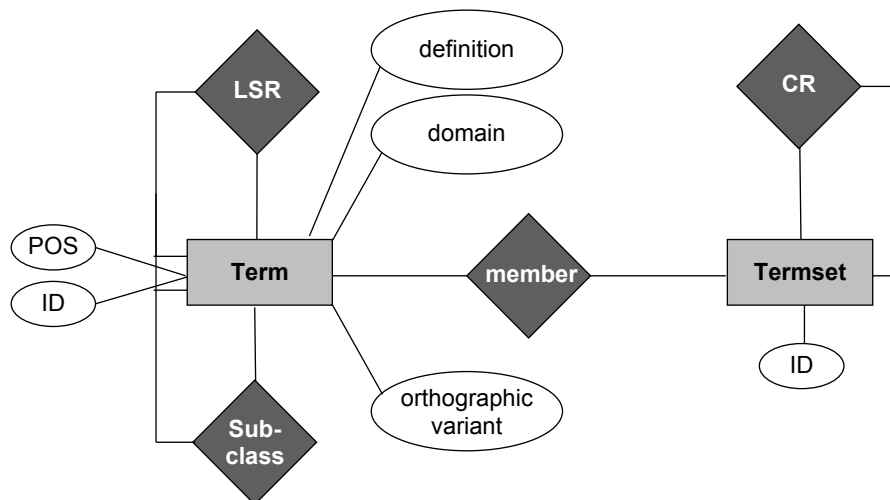 definition
LSR
CR
domain
POS
Term
member
Termset
ID
ID
orthographic
variant
Sub-
class